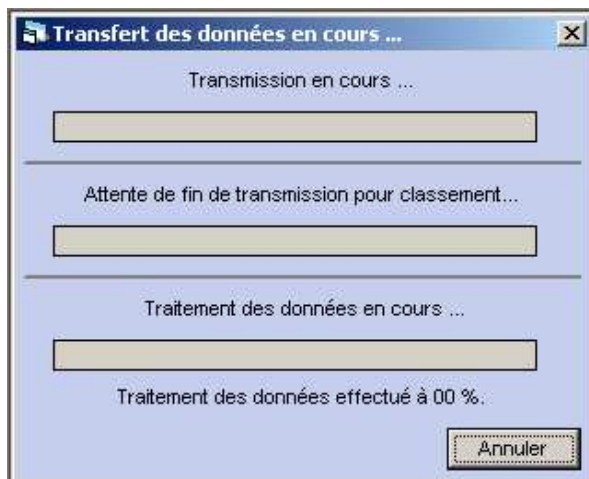 Transfert des données en cours ...
Transmission en cours ...
Attente de fin de transmission pour classement...
Traitement des données en cours ...
Traitement des données effectué à 00 %.
Annuler